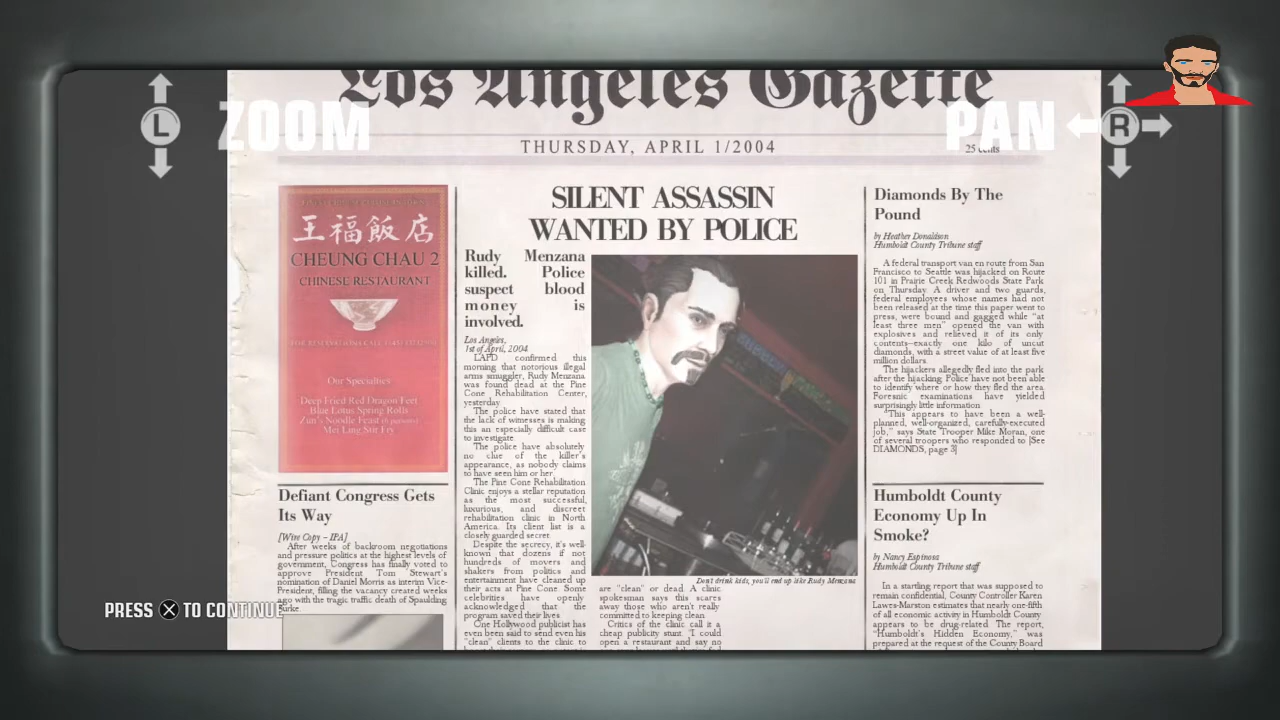 Los Angeles Gazette
L
ZOOM
PAN
R
THURSDAY, APRIL 1/2004
25 cents
王福飯店
CHEUNG CHAU 2
CHINESE RESTAURANT
Our Specialties
Deep Fried Red Dragon Feet
Blue Lotus Spring Rolls
Zim's Noodle Feast
Mei Ling Stir Fry
Defiant Congress Gets
Its Way
[Wire Copy - IPA]
After weeks of backroom negotiations
and pressure politics at the highest levels of
government, Congress has finally voted to
approve President Tom Stewart's
nomination of Daniel Morris as interim Vice-
President, filling the vacancy created weeks
ago with the tragic traffic death of Spaulding
Burke.
PRESS X TO CONTINUE
SILENT ASSASSIN
WANTED BY POLICE
Rudy Menzana
killed. Police
suspect blood
money is
involved.
Los Angeles,
1st of April, 2004
LAPD confirmed this
morning that notorious illegal
arms smuggler, Rudy Menzana
was found dead at the Pine
Cone Rehabilitation Center,
yesterday.
The police have stated that
the lack of witnesses is making
this an especially difficult case
to investigate.
The police have absolutely
no clue of the killer's
appearance, as nobody claims
to have seen him or her.
The Pine Cone Rehabilitation
Clinic enjoys a stellar reputation
as the most successful,
luxurious, and discreet
rehabilitation clinic in North
America. Its client list is a
closely guarded secret.
Despite the secrecy, it's well-
known that dozens if not
hundreds of movers and
shakers from politics and
entertainment have cleaned up
their acts at Pine Cone. Some
celebrities have openly
acknowledged that the
program saved their lives.
One Hollywood publicist has
even been said to send even his
"clean" clients to the clinic to
Don't drink kids, you'll end up like Rudy Menzana
are "clean" or dead. A clinic
spokesman says this scares
away those who aren't really
committed to keeping clean.
Critics of the clinic call it a
cheap publicity stunt. "I could
open a restaurant and say no
Diamonds By The
Pound
by Heather Donaldson
Humboldt County Tribune staff
A federal transport van en route from San
Francisco to Seattle was hijacked on Route
101 in Prairie Creek Redwoods State Park
on Thursday. A driver and two guards,
federal employees whose names had not
been released at the time this paper went to
press, were bound and gagged while "at
least three men" opened the van with
explosives and relieved it of its only
contents—exactly one kilo of uncut
diamonds, with a street value of at least five
million dollars.
The hijackers allegedly fled into the park
after the hijacking. Police have not been able
to identify where or how they fled the area.
Forensic examinations have yielded
surprisingly little information.
"This appears to have been a well-
planned, well-organized, carefully-executed
job," says State Trooper Mike Moran, one
of several troopers who responded to [See
DIAMONDS, page 3]
Humboldt County
Economy Up In
Smoke?
by Nancy Espinosa
Humboldt County Tribune staff
In a startling report that was supposed to
remain confidential, County Controller Karen
Lawes-Marston estimates that nearly one-fifth
of all economic activity in Humboldt County
appears to be drug-related. The report,
"Humboldt's Hidden Economy," was
prepared at the request of the County Board